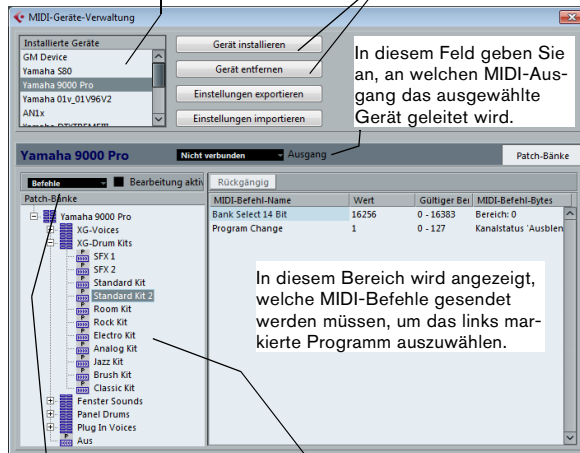 MIDI-Geräte-Verwaltung
Installierte Geräte
GM Device
Yamaha S80
Yamaha 9000 Pro
Yamaha 01v_01V96V2
AN1x
Yamaha DTXTREMEIII
Gerät installieren
Gerät entfernen
Einstellungen exportieren
Einstellungen importieren
In diesem Feld geben Sie
an, an welchen MIDI-Aus-
gang das ausgewählte
Gerät geleitet wird.
Yamaha 9000 Pro
Nicht verbunden
Ausgang
Patch-Bänke
Befehle
Bearbeitung aktiv
Rückgängig
Patch-Bänke
MIDI-Befehl-Name Wert Gültiger Bei MIDI-Befehl-Bytes
Bank Select 14 Bit 16256 0 - 16383 Bereich: 0
Program Change 1 0 - 127 Kanalstatus 'Ausblen
Yamaha 9000 Pro
XG-Voices
XG-Drum Kits
SFX 1
SFX 2
Standard Kit
Standard Kit 2
Room Kit
Rock Kit
Electro Kit
Analog Kit
Jazz Kit
Brush Kit
Classic Kit
Fenster Sounds
Panel Drums
Plug In Voices
Aus
In diesem Bereich wird angezeigt,
welche MIDI-Befehle gesendet
werden müssen, um das links mar-
kierte Programm auszuwählen.